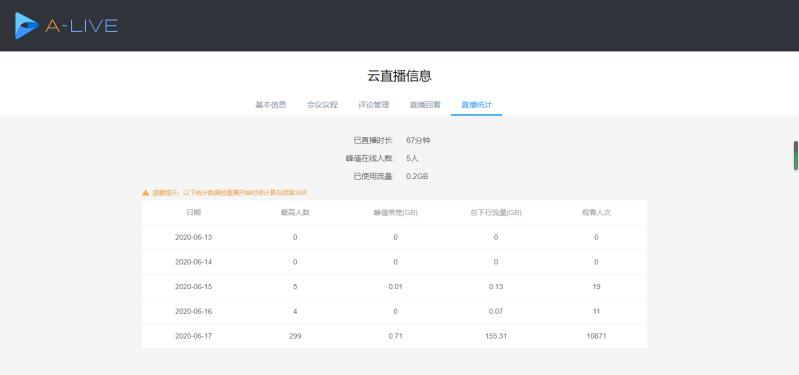 A-LIVE
云直播信息
基本信息 会议议程 评论管理 直播回看 直播统计
已直播时长: 67分钟
峰值在线人数: 5人
已使用流量: 0.2GB
温馨提示：以下统计数据按直播开始时间计算仅保留30天
日期 最高人数 峰值带宽(GB) 总下行流量(GB) 观看人次
2020-06-13 0 0 0 0
2020-06-14 0 0 0 0
2020-06-15 5 0.01 0.13 19
2020-06-16 4 0 0.07 11
2020-06-17 299 0.71 155.31 10871